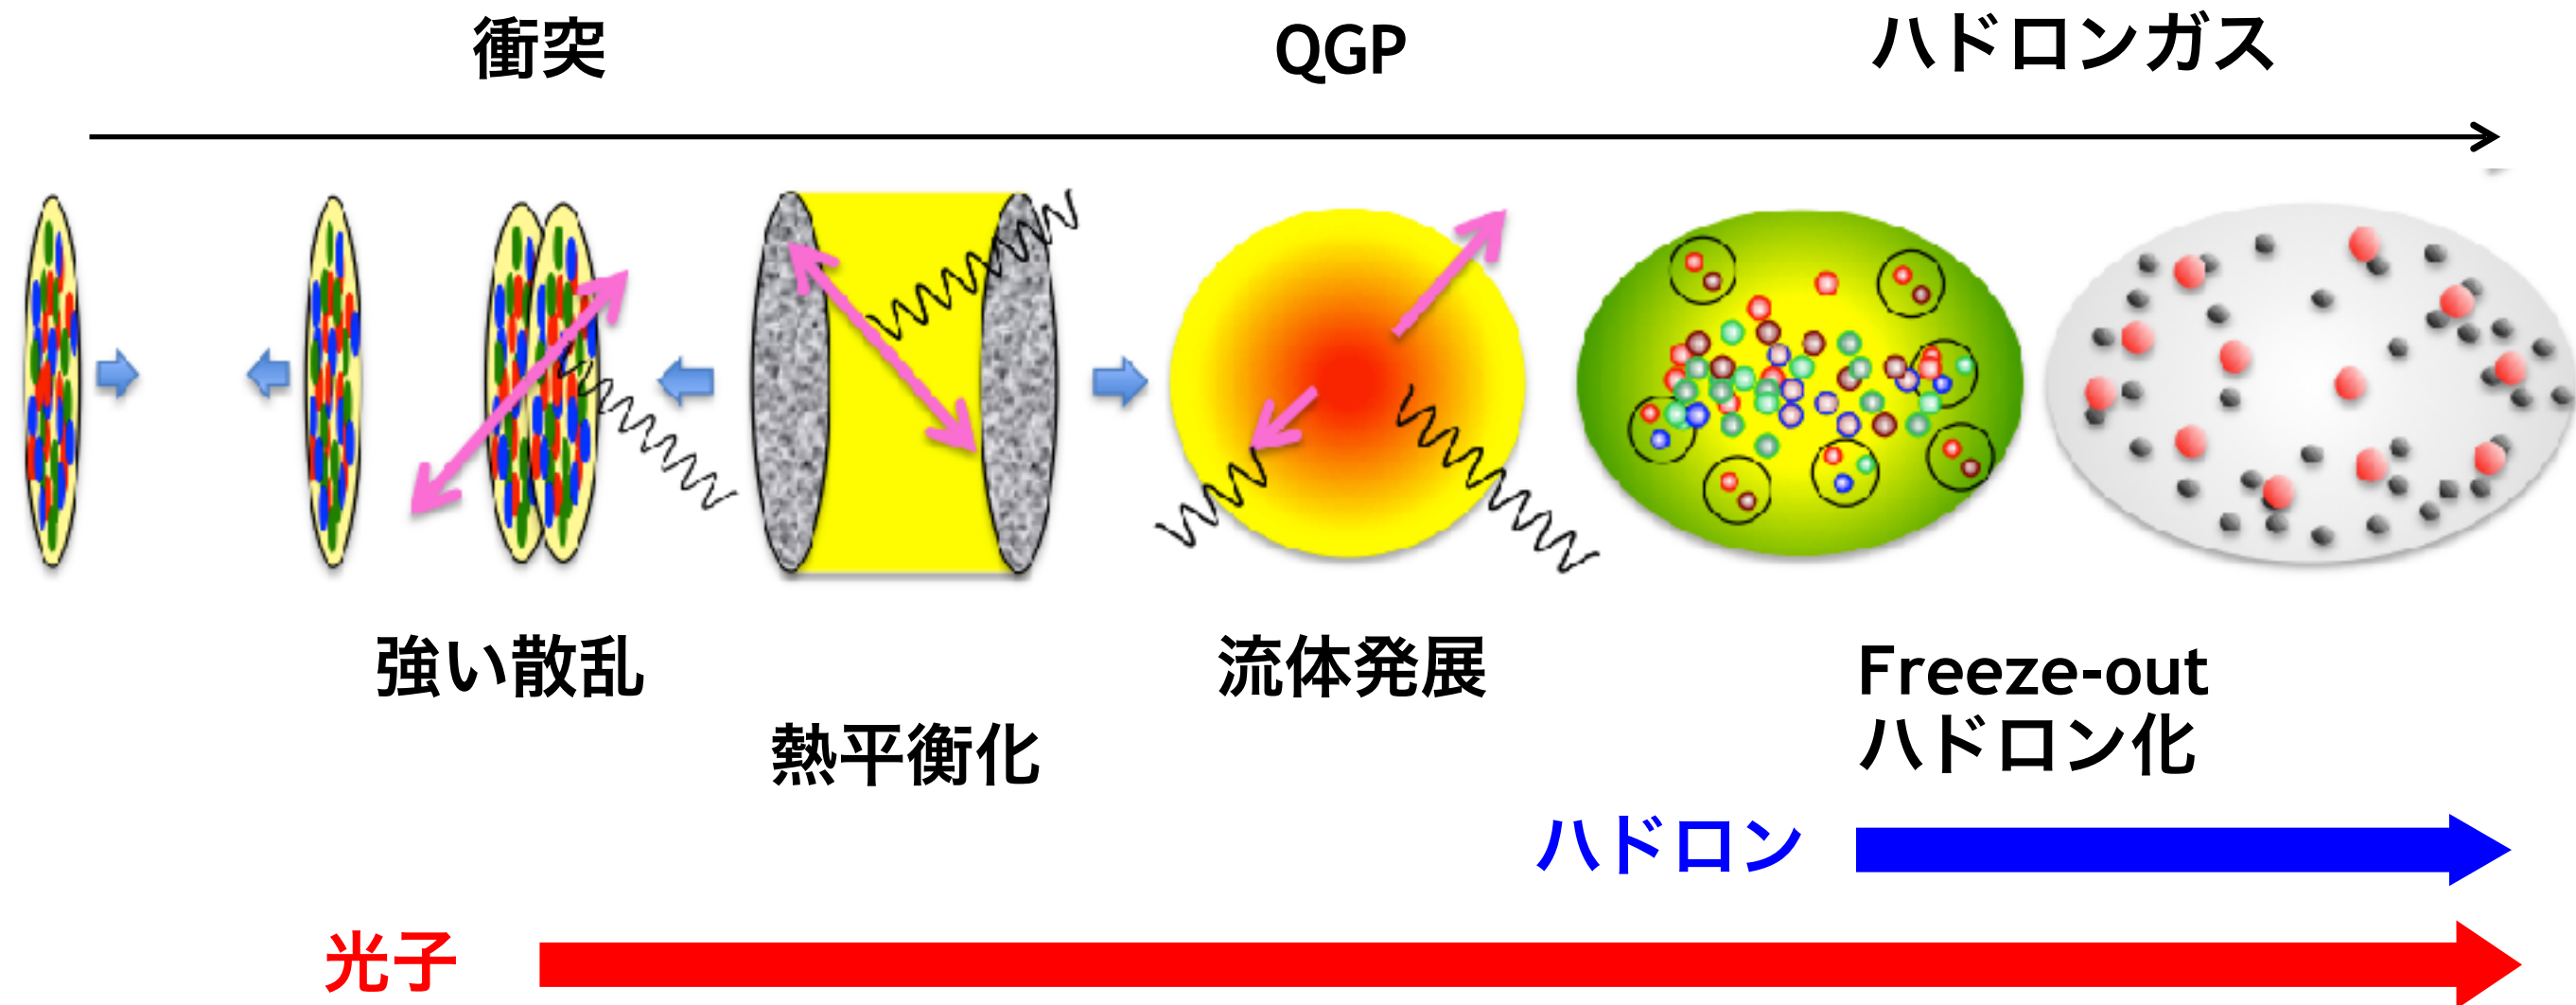 衝突
QGP
ハドロンガス
強い散乱
熱平衡化
流体発展
Freeze-out
ハドロン化
ハドロン
光子